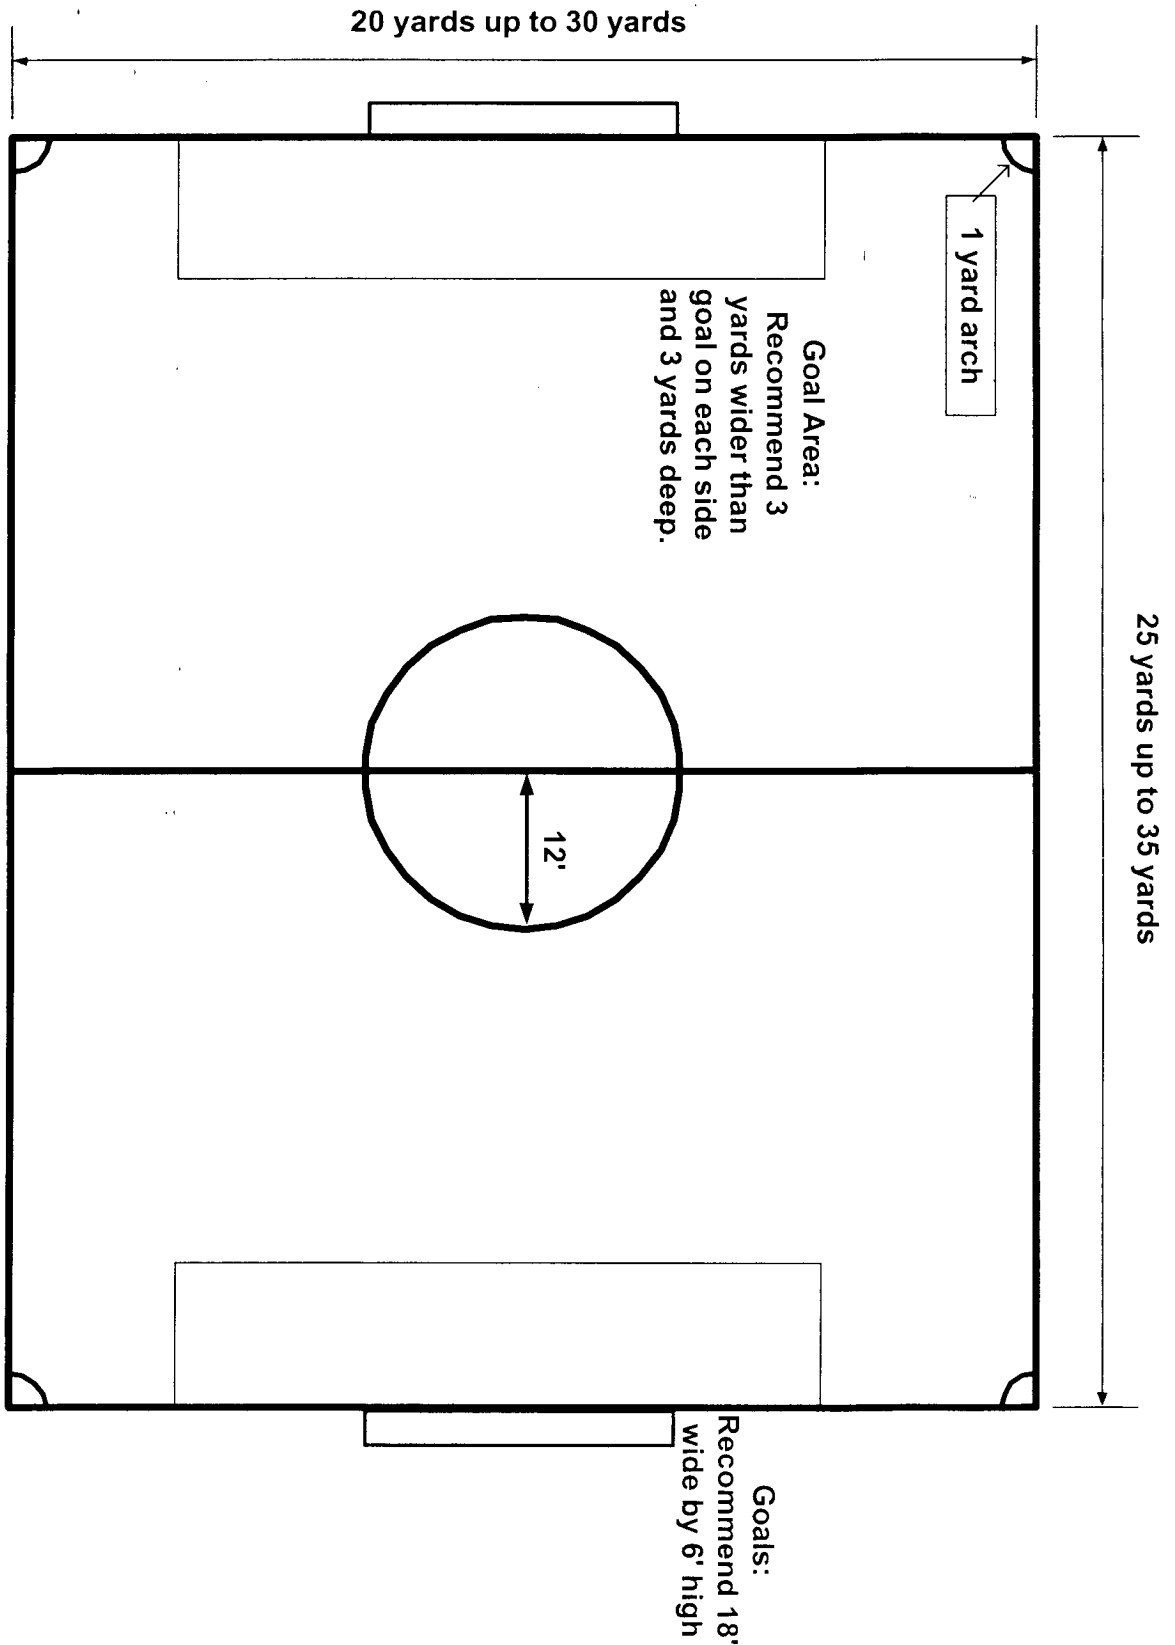 20 yards up to 30 yards
1 yard arch
Goal Area:
Recommend 3
yards wider than
goal on each side
and 3 yards deep.
25 yards up to 35 yards
12'
Goals:
Recommend 18'
wide by 6' high